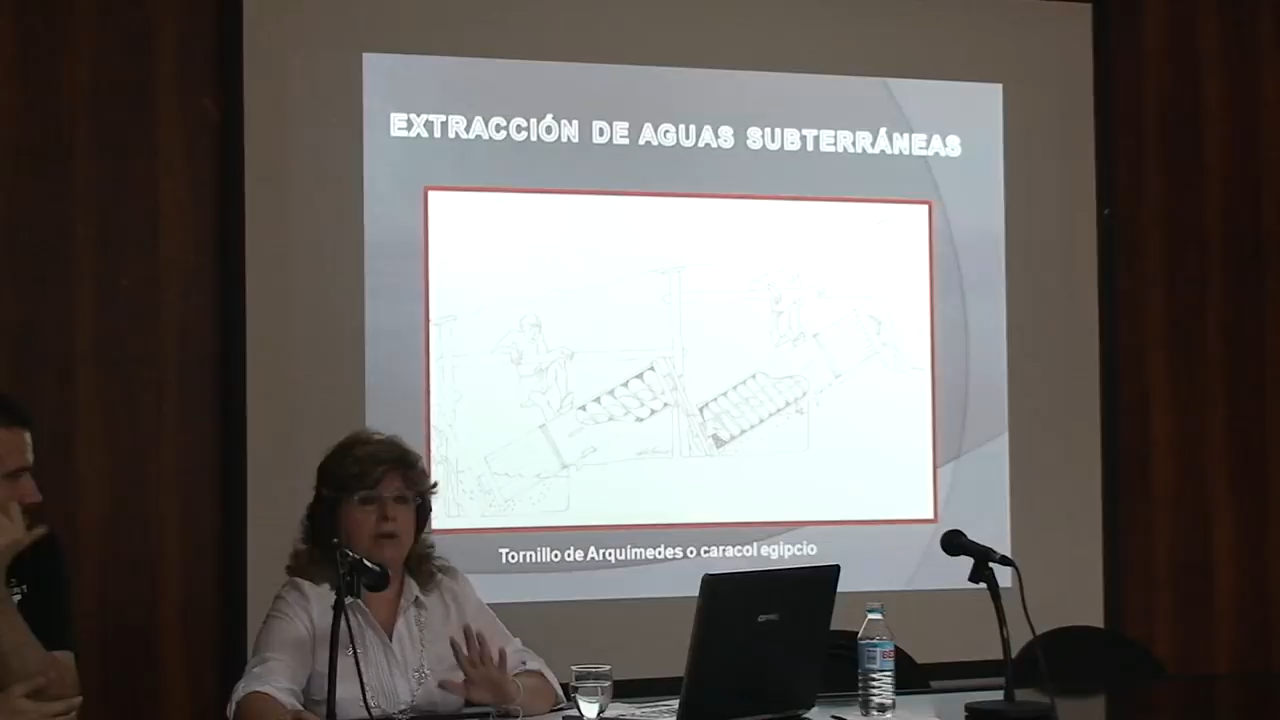 EXTRACCIÓN DE AGUAS SUBTERRÁNEAS
Tornillo de Arquímedes o caracol egipcio